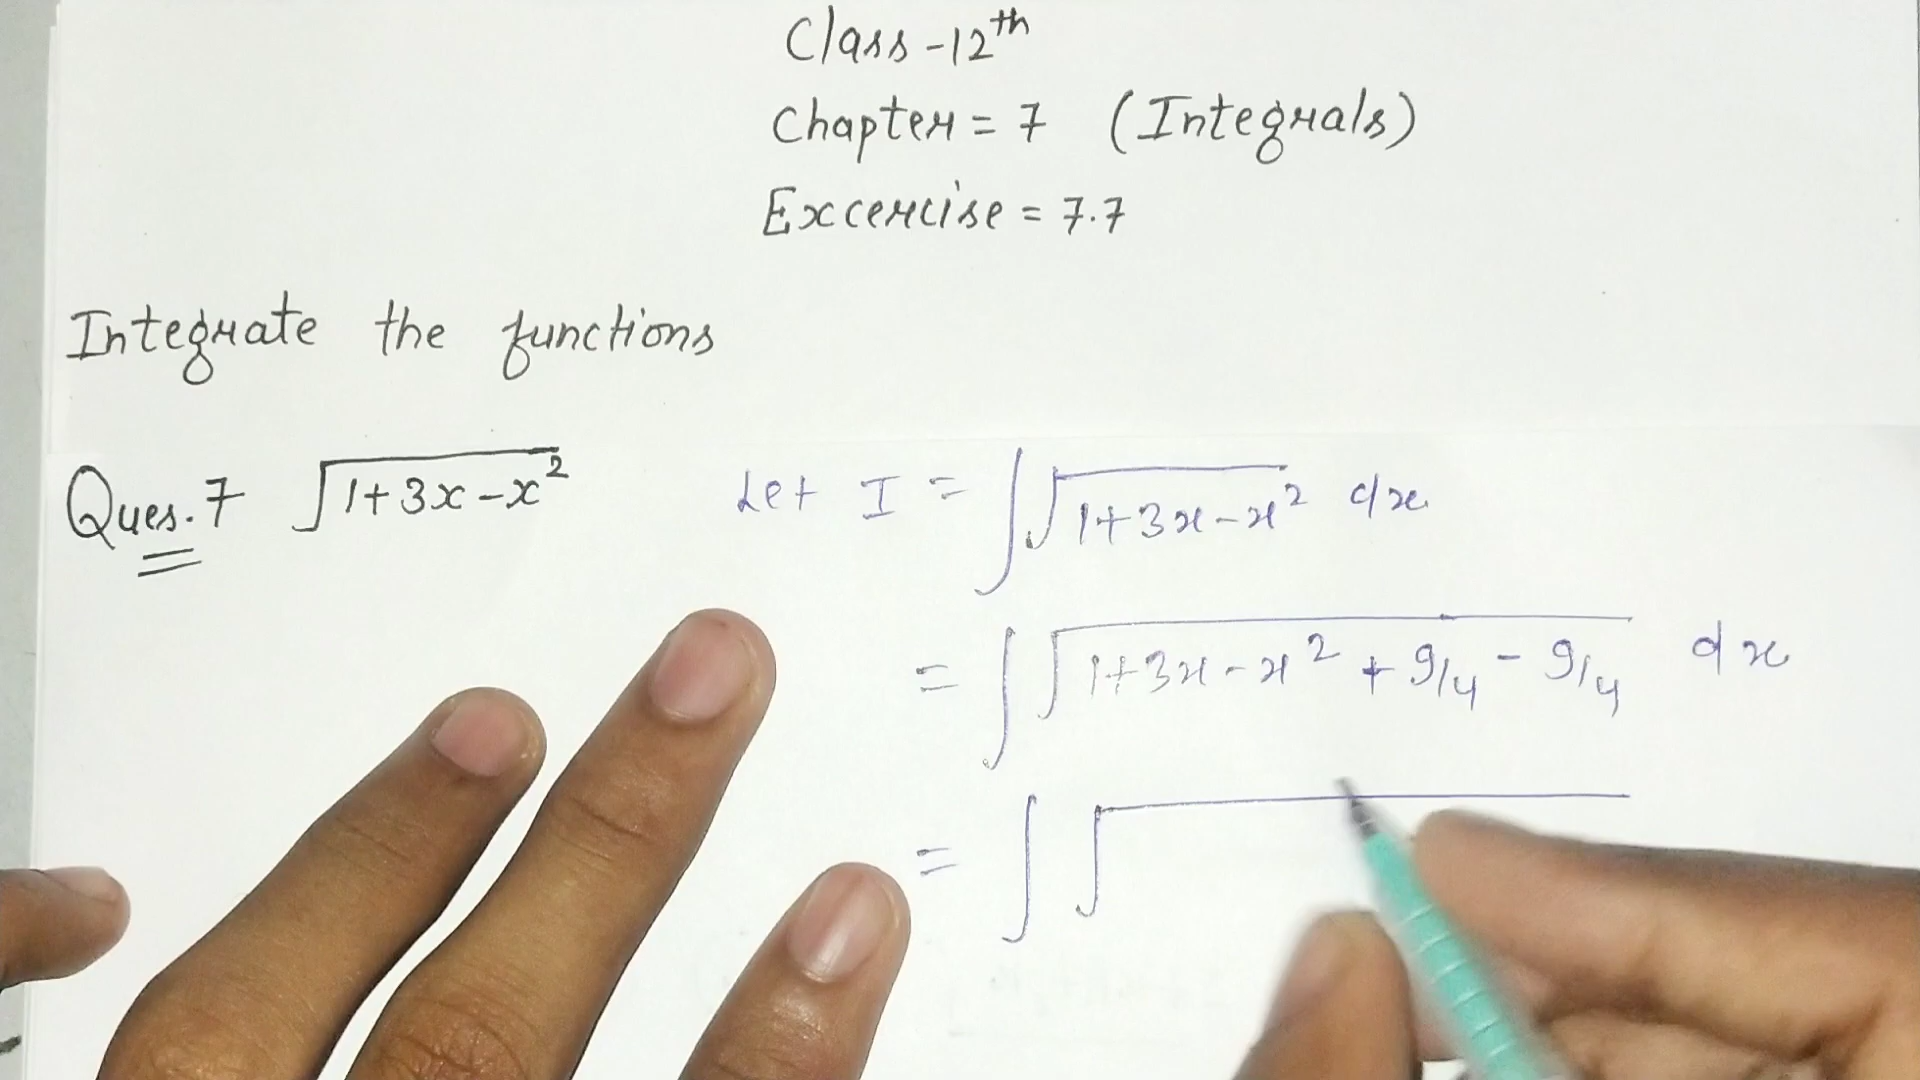 Class - 12th
Chapter = 7 (Integrals)
Excercise = 7.7
Integrate the functions
Ques. 7 √1+3x-x² Let I = ∫√1+3x-x² dx
= ∫√1+3x-x²+9/4-9/4 dx
= ∫√